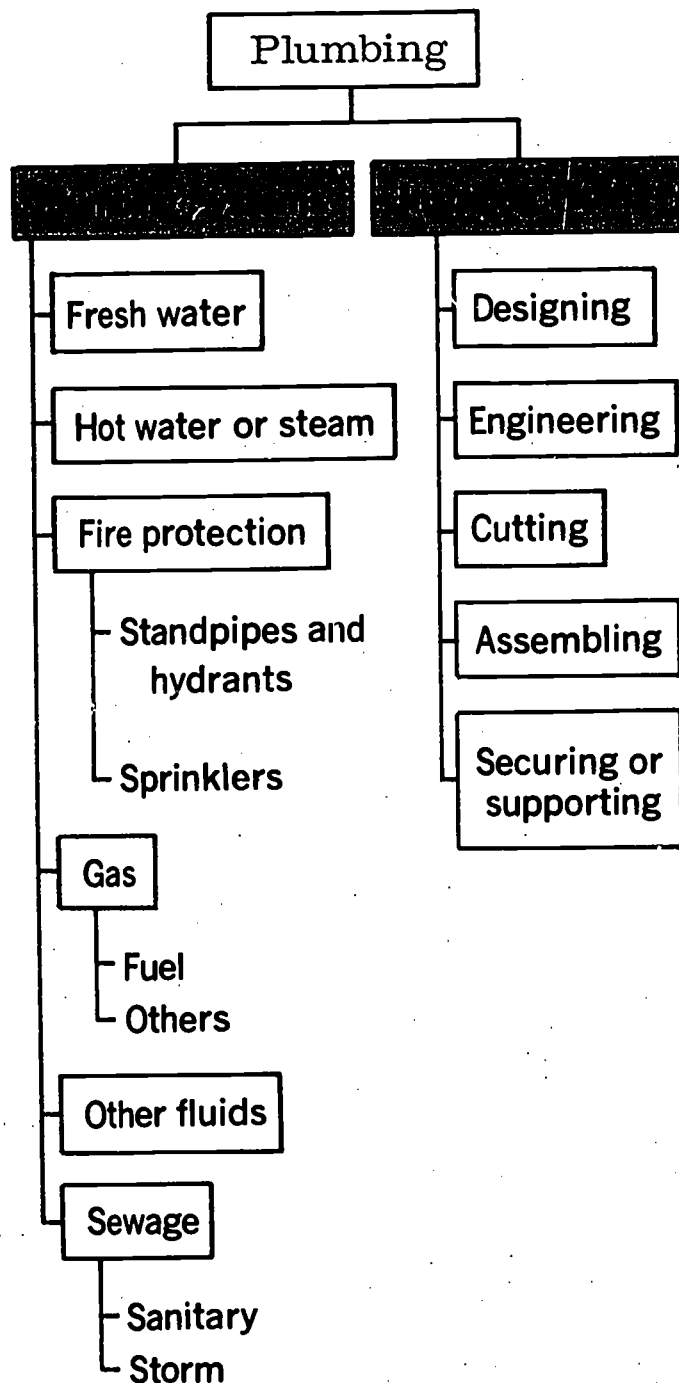 Plumbing
Fresh water
Hot water or steam
Fire protection
Standpipes and
hydrants
Sprinklers
Gas
Fuel
Others
Other fluids
Sewage
Sanitary
Storm
Designing
Engineering
Cutting
Assembling
Securing or
supporting